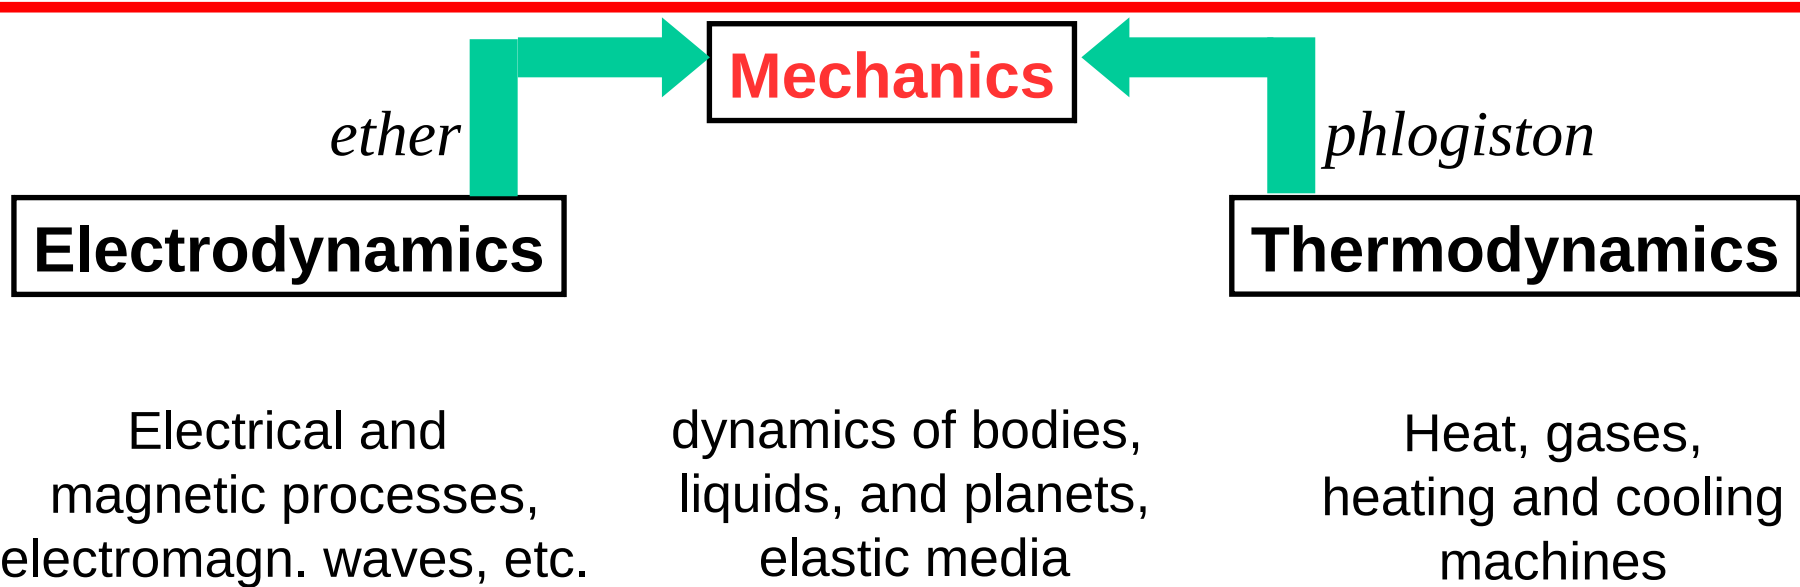 Mechanics
ether
phlogiston
Electrodynamics
Thermodynamics
Electrical and
magnetic processes,
electromagn. waves, etc.
dynamics of bodies,
liquids, and planets,
elastic media
Heat, gases,
heating and cooling
machines